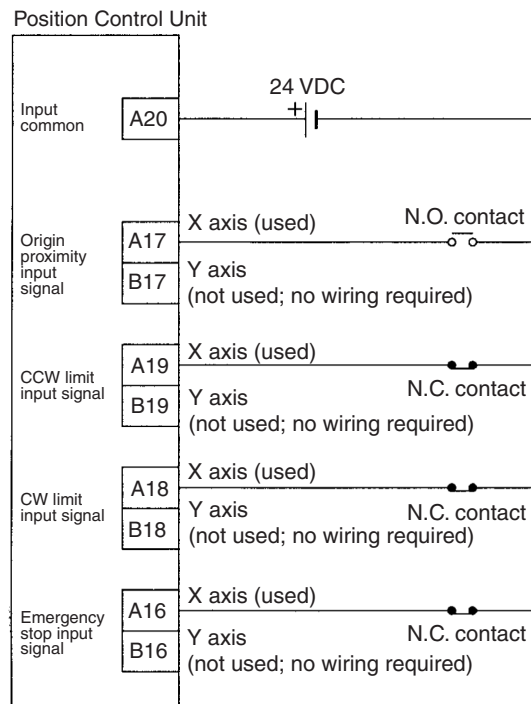 Position Control Unit
24 VDC
+
Input
common
A20
X axis (used)
N.O. contact
Origin
proximity
input
signal
A17
B17
Y axis
(not used; no wiring required)
X axis (used)
CCW limit
input signal
A19
B19
N.C. contact
Y axis
(not used; no wiring required)
X axis (used)
CW limit
input signal
A18
B18
N.C. contact
Y axis
(not used; no wiring required)
X axis (used)
Emergency
stop input
signal
A16
B16
N.C. contact
Y axis
(not used; no wiring required)